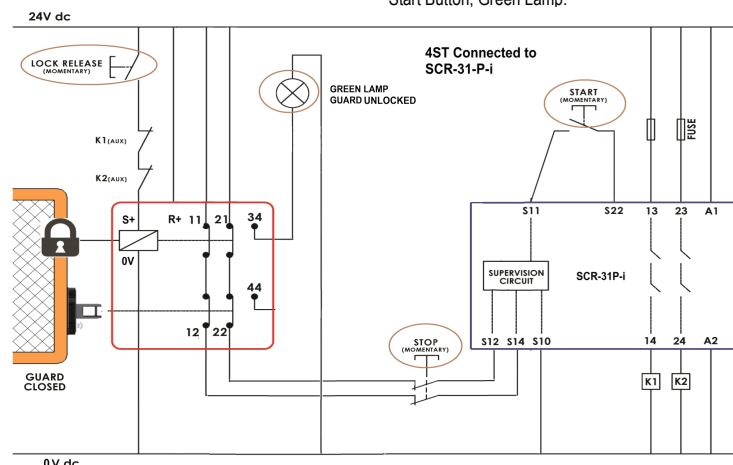 Start Button, Green Lamp.
24V dc
4ST Connected to
SCR-31-P-i
LOCK RELEASE
(MOMENTARY)
GREEN LAMP
GUARD UNLOCKED
START
(MOMENTARY)
FUSE
K1(AUX)
K2(AUX)
S+ R+ 11 21 34
S11 S22 13 23 A1
0V
SUPERVISION
CIRCUIT
SCR-31P-i
44
12 22
STOP
(MOMENTARY)
S12 S14 S10 14 24 A2
GUARD
CLOSED
K1 K2
0V dc